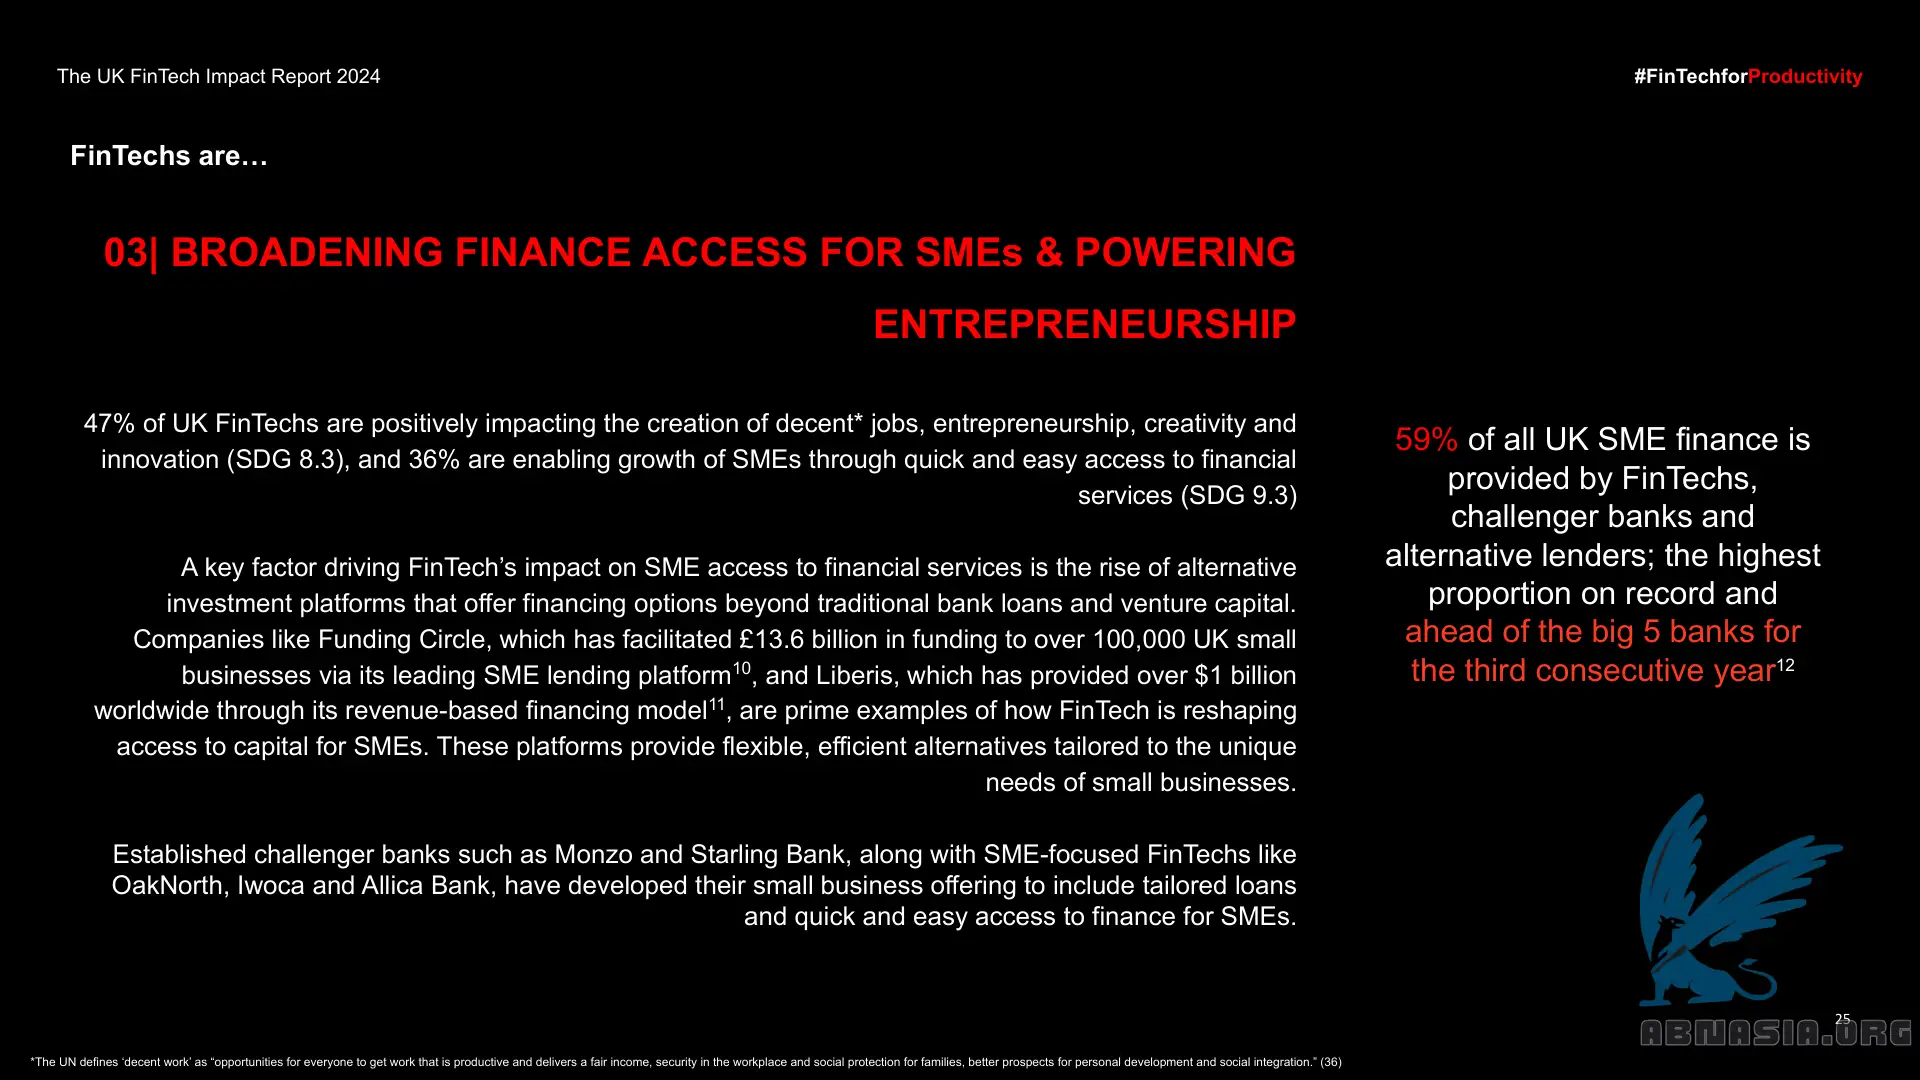 The UK FinTech Impact Report 2024
#FinTechforProductivity
FinTechs are…
03| BROADENING FINANCE ACCESS FOR SMEs & POWERING
ENTREPRENEURSHIP
47% of UK FinTechs are positively impacting the creation of decent* jobs, entrepreneurship, creativity and
innovation (SDG 8.3), and 36% are enabling growth of SMEs through quick and easy access to financial
services (SDG 9.3)
A key factor driving FinTech’s impact on SME access to financial services is the rise of alternative
investment platforms that offer financing options beyond traditional bank loans and venture capital.
Companies like Funding Circle, which has facilitated £13.6 billion in funding to over 100,000 UK small
businesses via its leading SME lending platform10, and Liberis, which has provided over $1 billion
worldwide through its revenue-based financing model11, are prime examples of how FinTech is reshaping
access to capital for SMEs. These platforms provide flexible, efficient alternatives tailored to the unique
needs of small businesses.
Established challenger banks such as Monzo and Starling Bank, along with SME-focused FinTechs like
OakNorth, Iwoca and Allica Bank, have developed their small business offering to include tailored loans
and quick and easy access to finance for SMEs.
59% of all UK SME finance is
provided by FinTechs,
challenger banks and
alternative lenders; the highest
proportion on record and
ahead of the big 5 banks for
the third consecutive year12
25
ABMASIA.ORG
*The UN defines ‘decent work’ as “opportunities for everyone to get work that is productive and delivers a fair income, security in the workplace and social protection for families, better prospects for personal development and social integration.” (36)